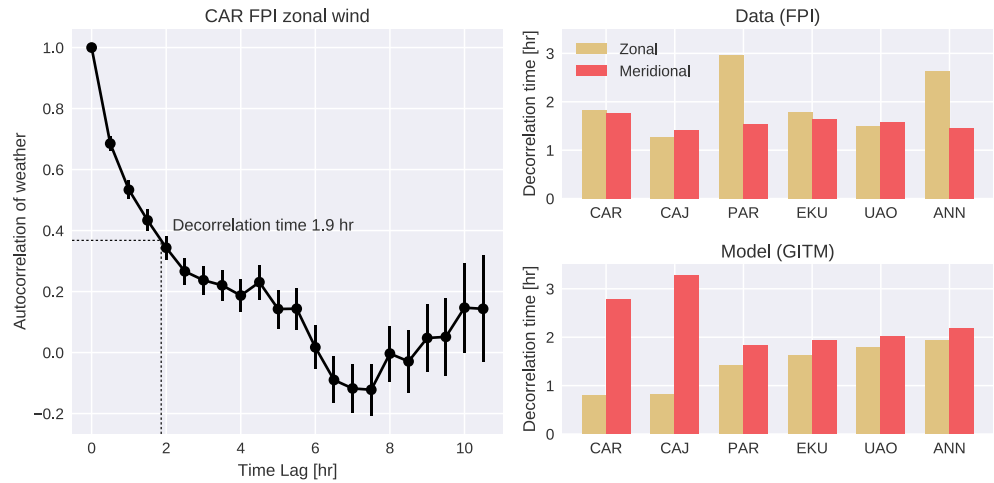 CAR FPI zonal wind
Autocorrelation of weather
1.0
0.8
0.6
0.4
0.2
0.0
−0.2
Decorrelation time 1.9 hr
0 2 4 6 8 10
Time Lag [hr]
Data (FPI)
Decorrelation time [hr]
3
2
1
0
Zonal
Meridional
CAR CAJ PAR EKU UAO ANN
Model (GITM)
Decorrelation time [hr]
3
2
1
0
CAR CAJ PAR EKU UAO ANN